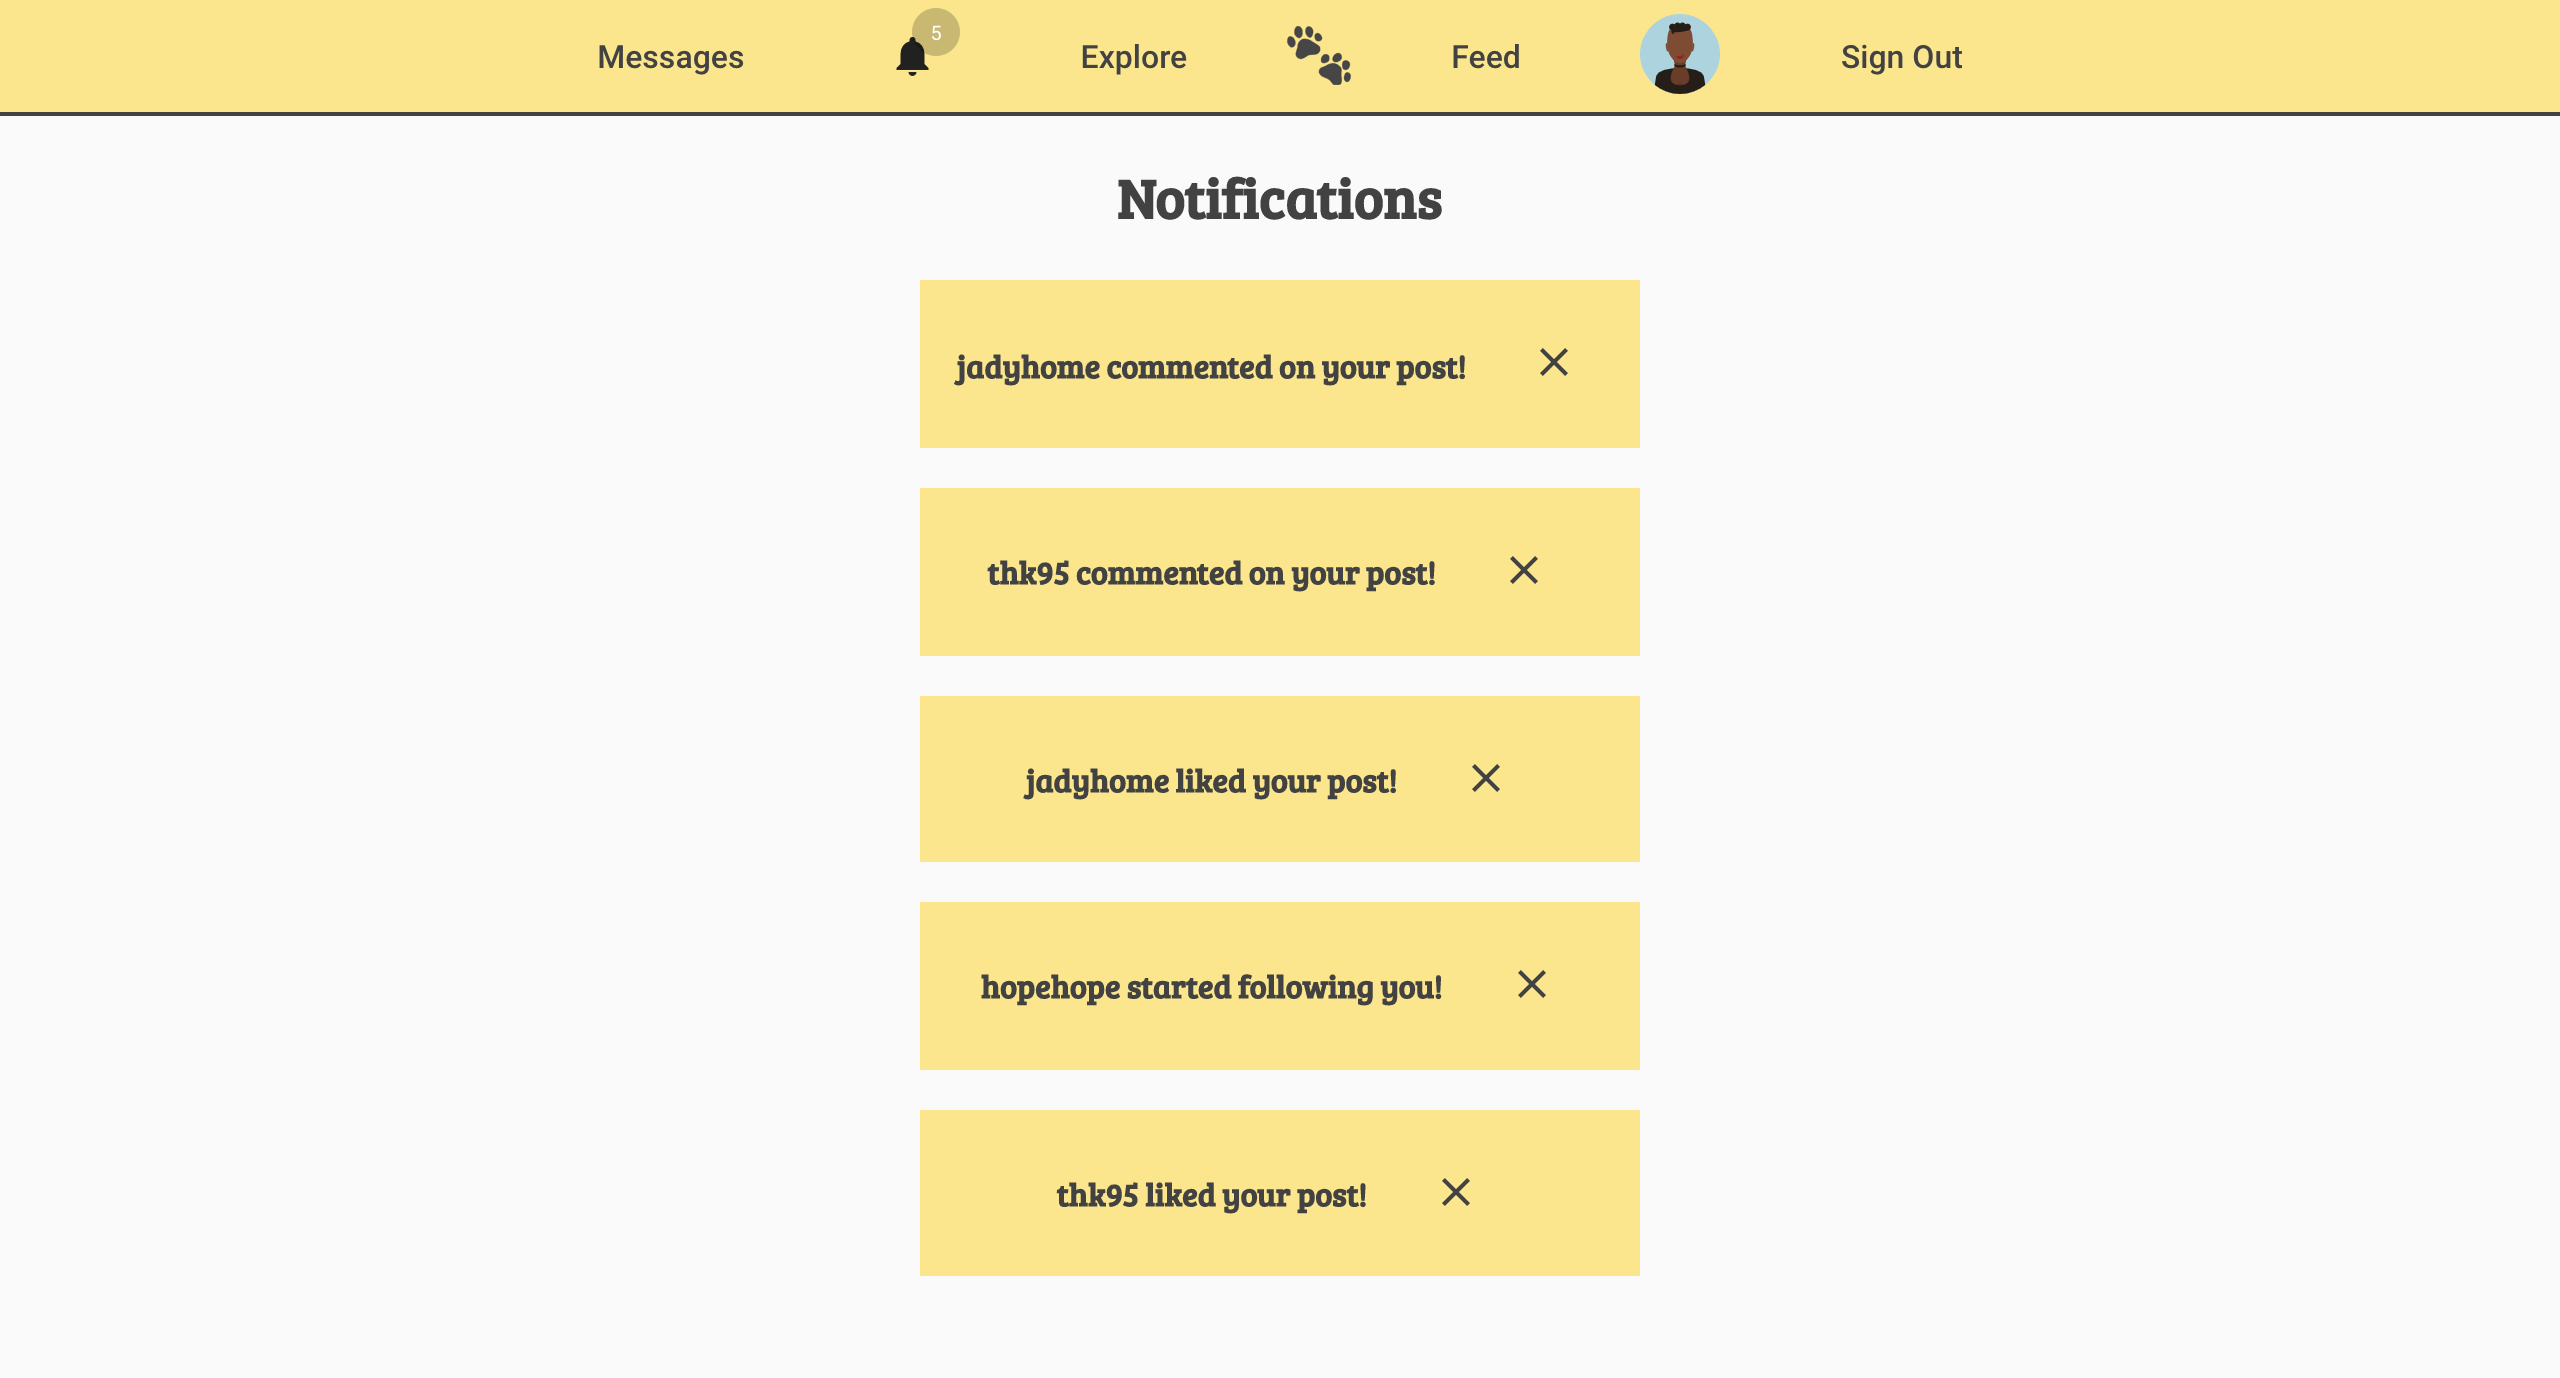 Messages 5 Explore Feed Sign Out
Notifications
jadyhome commented on your post!
thk95 commented on your post!
jadyhome liked your post!
hopehope started following you!
thk95 liked your post!